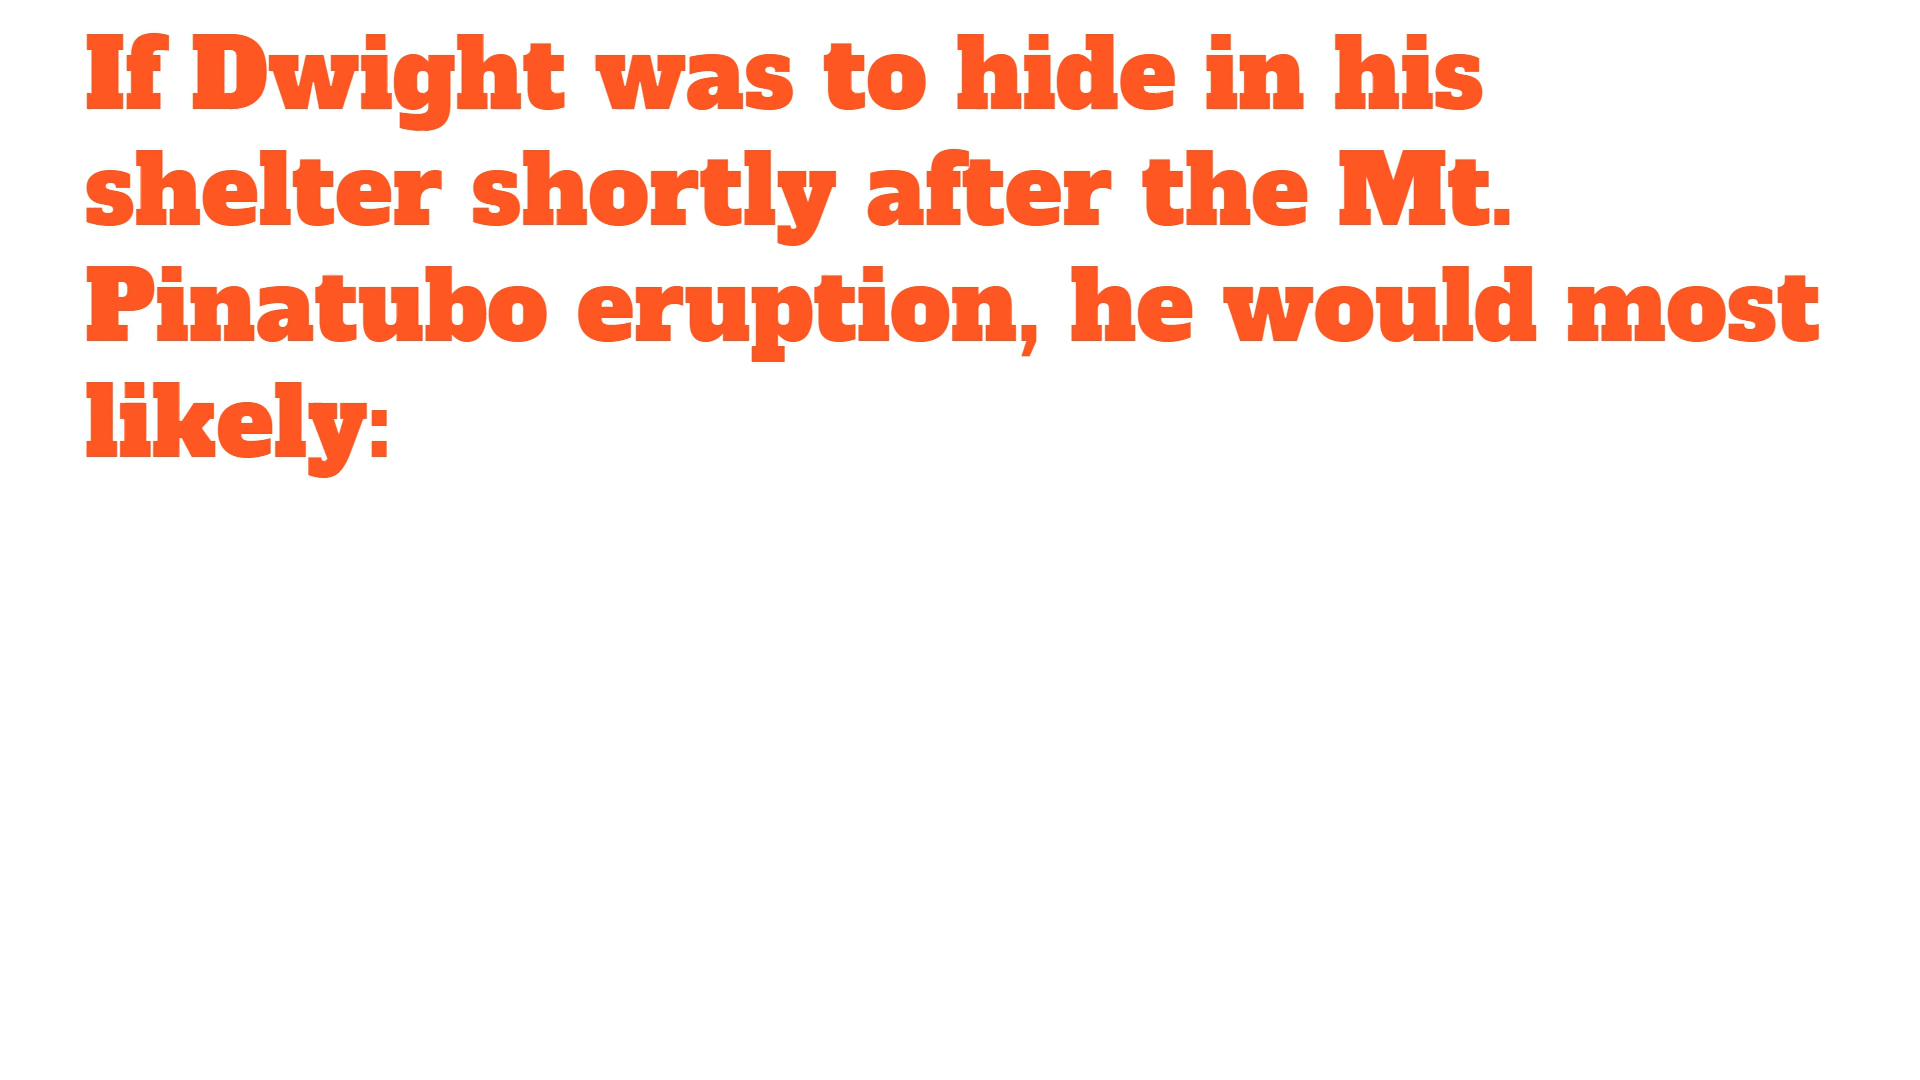 If Dwight was to hide in his
shelter shortly after the Mt.
Pinatubo eruption, he would most
likely: